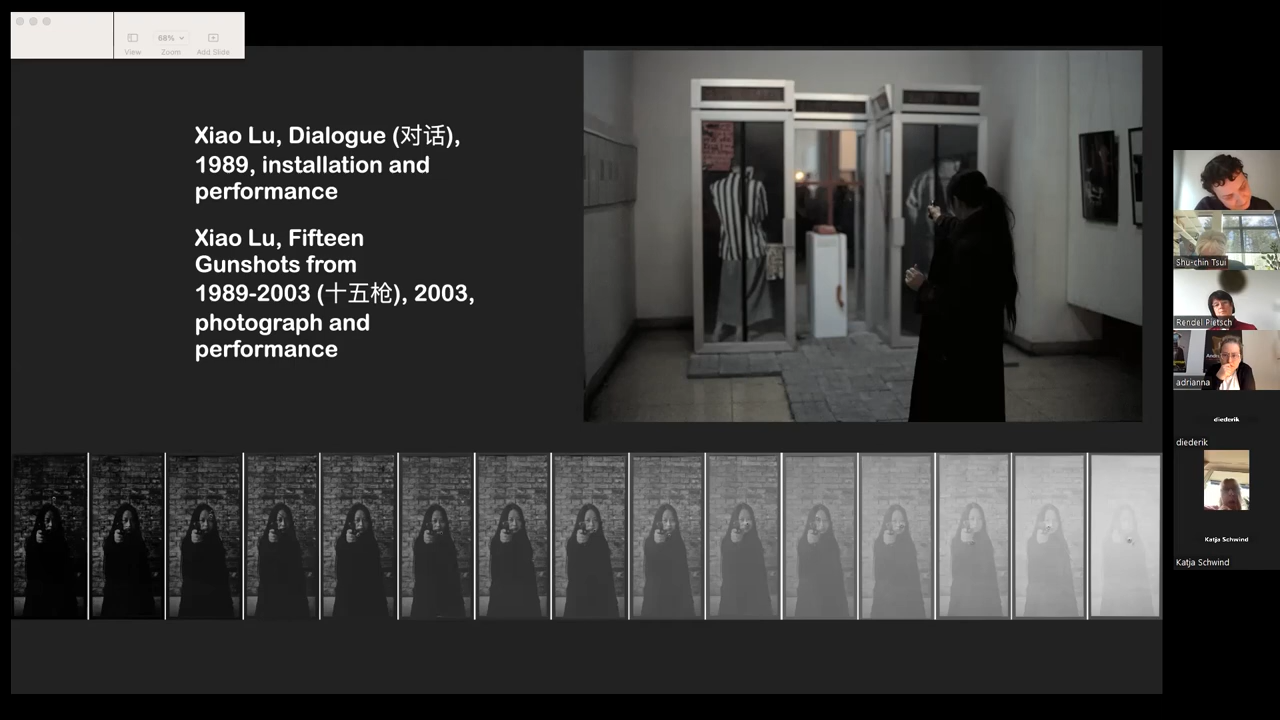 68%
View
Zoom
Add Slide
Xiao Lu, Dialogue (对话),
1989, installation and
performance
Xiao Lu, Fifteen
Gunshots from
1989-2003 (十五枪), 2003,
photograph and
performance
Shu-chin Tsui
Rendel Pietsch
adrianna
diederik
diederik
Katja Schwind
Katja Schwind